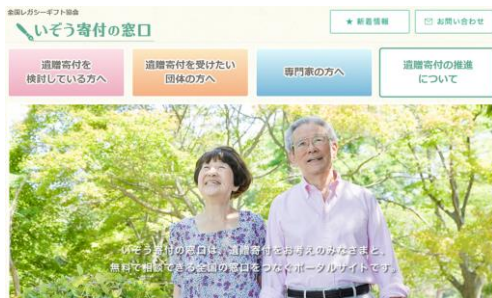 全国レガシーギフト協会
いぞう寄付の窓口
★ 新着情報
お問い合わせ
遺贈寄付を
検討している方へ
遺贈寄付を受けたい
団体の方へ
専門家の方へ
遺贈寄付の推進
について
いぞう寄付の窓口は、遺贈寄付をお考えのみなさまと、
無料で相談できる全国の窓口をつなぐポータルサイトです。